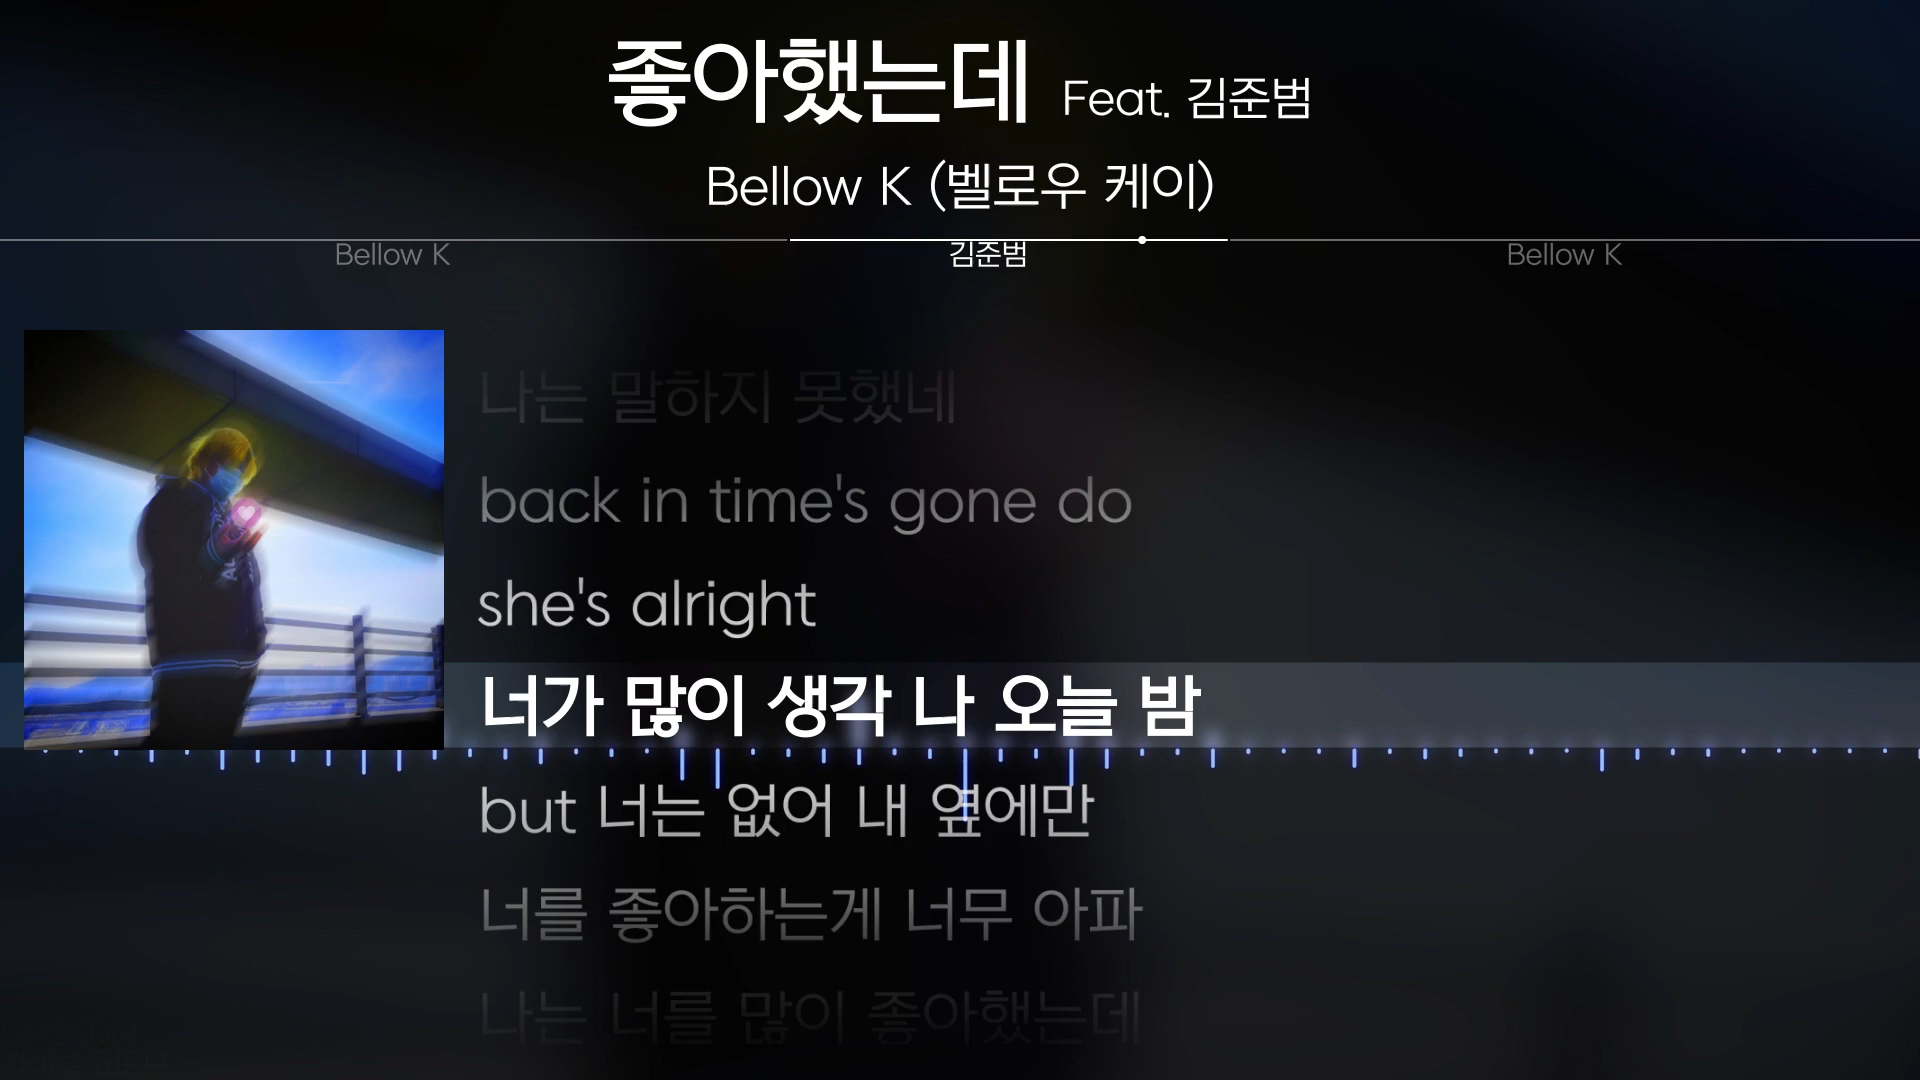 좋아했는데 Feat. 김준범
Bellow K (벨로우 케이)
Bellow K 김준범 Bellow K
나는 말하지 못했네
back in time's gone do
she's alright
너가 많이 생각 나 오늘 밤
but 너는 없어 내 옆에만
너를 좋아하는게 너무 아파
나는 너를 많이 좋아했는데